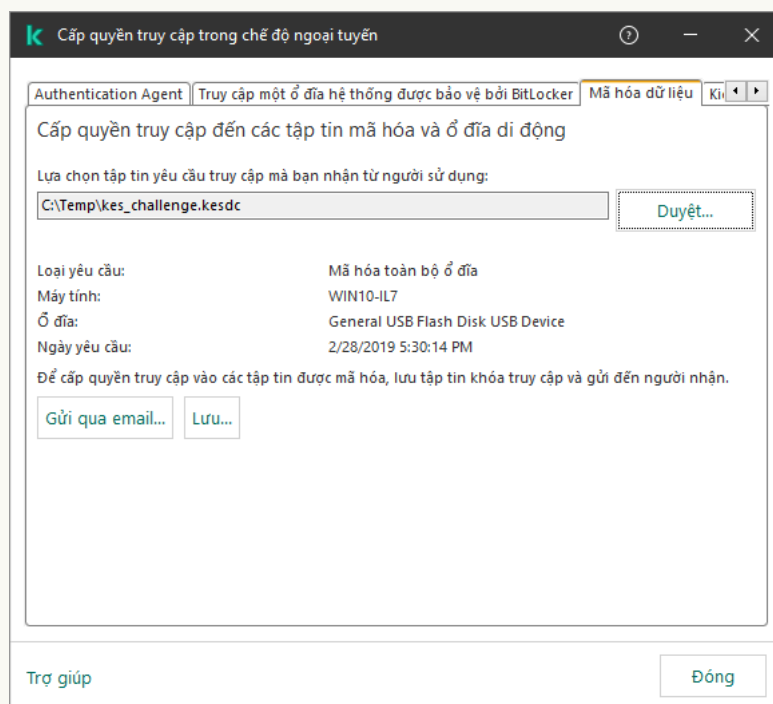 Cấp quyền truy cập trong chế độ ngoại tuyến
Authentication Agent Truy cập một ổ đĩa hệ thống được bảo vệ bởi BitLocker Mã hóa dữ liệu
Cấp quyền truy cập đến các tập tin mã hóa và ổ đĩa di động
Lựa chọn tập tin yêu cầu truy cập mà bạn nhận từ người sử dụng:
C:\Temp\kes_challenge.kesdc Duyệt...
Loại yêu cầu: Mã hóa toàn bộ ổ đĩa
Máy tính: WIN10-IL7
Ổ đĩa: General USB Flash Disk USB Device
Ngày yêu cầu: 2/28/2019 5:30:14 PM
Để cấp quyền truy cập vào các tập tin được mã hóa, lưu tập tin khóa truy cập và gửi đến người nhận.
Gửi qua email... Lưu...
Trợ giúp Đóng